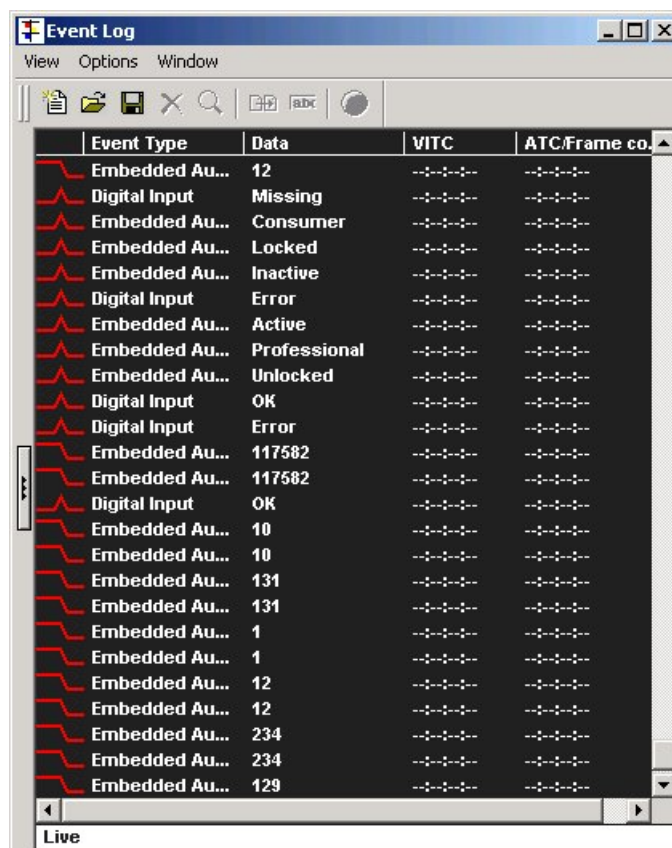 Event Log
View Options Window
Event Type Data VITC ATC/Frame co.
Embedded Au... 12 --:--:--:-- --:--:--:--
Digital Input Missing --:--:--:-- --:--:--:--
Embedded Au... Consumer --:--:--:-- --:--:--:--
Embedded Au... Locked --:--:--:-- --:--:--:--
Embedded Au... Inactive --:--:--:-- --:--:--:--
Digital Input Error --:--:--:-- --:--:--:--
Embedded Au... Active --:--:--:-- --:--:--:--
Embedded Au... Professional --:--:--:-- --:--:--:--
Embedded Au... Unlocked --:--:--:-- --:--:--:--
Digital Input OK --:--:--:-- --:--:--:--
Digital Input Error --:--:--:-- --:--:--:--
Embedded Au... 117582 --:--:--:-- --:--:--:--
Embedded Au... 117582 --:--:--:-- --:--:--:--
Digital Input OK --:--:--:-- --:--:--:--
Embedded Au... 10 --:--:--:-- --:--:--:--
Embedded Au... 10 --:--:--:-- --:--:--:--
Embedded Au... 131 --:--:--:-- --:--:--:--
Embedded Au... 131 --:--:--:-- --:--:--:--
Embedded Au... 1 --:--:--:-- --:--:--:--
Embedded Au... 1 --:--:--:-- --:--:--:--
Embedded Au... 12 --:--:--:-- --:--:--:--
Embedded Au... 12 --:--:--:-- --:--:--:--
Embedded Au... 234 --:--:--:-- --:--:--:--
Embedded Au... 234 --:--:--:-- --:--:--:--
Embedded Au... 129 --:--:--:-- --:--:--:--
Live